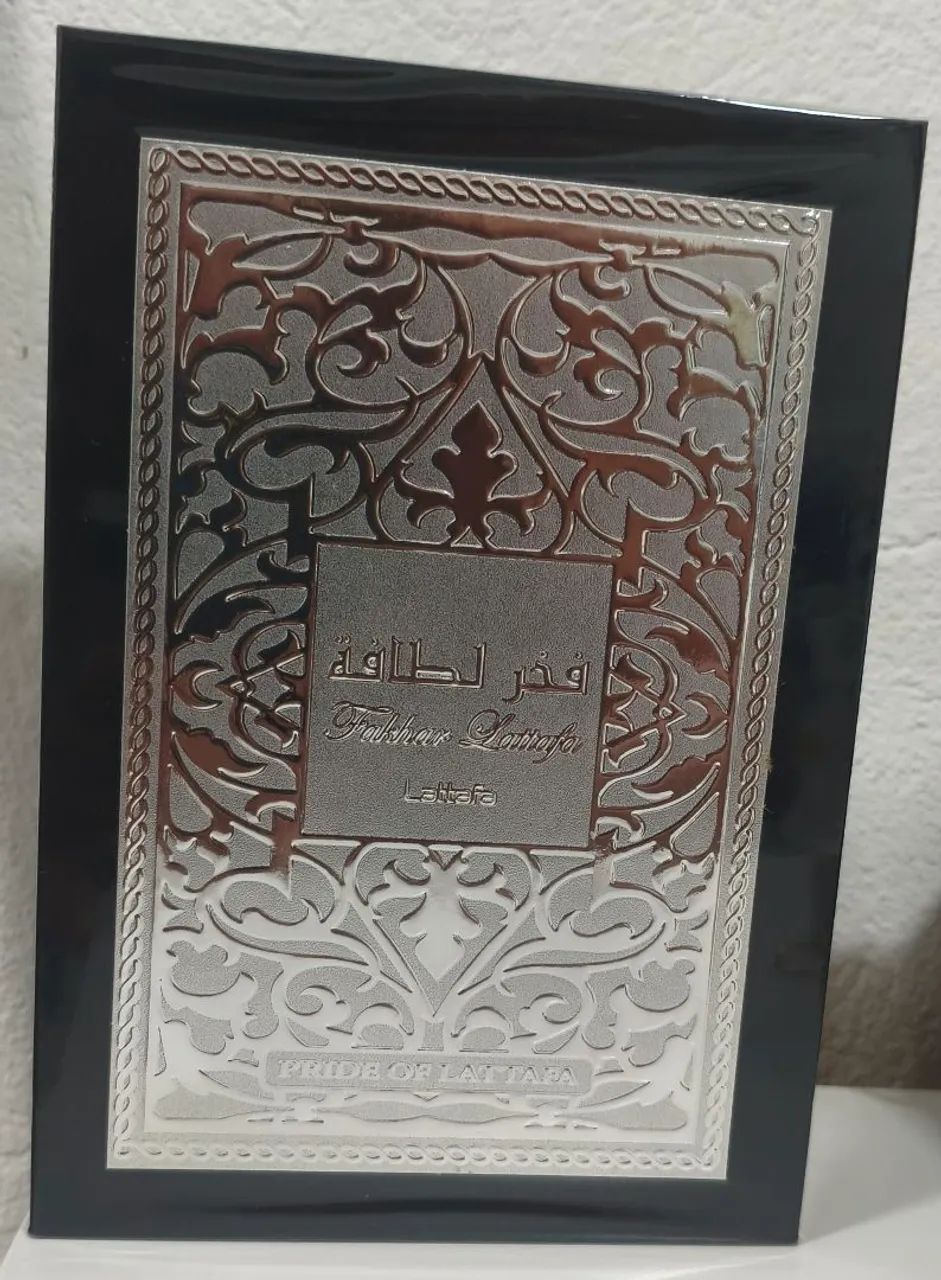 فخر لطافة
Fakhar Lattafa
Lattafa
PRIDE OF LATTAFA